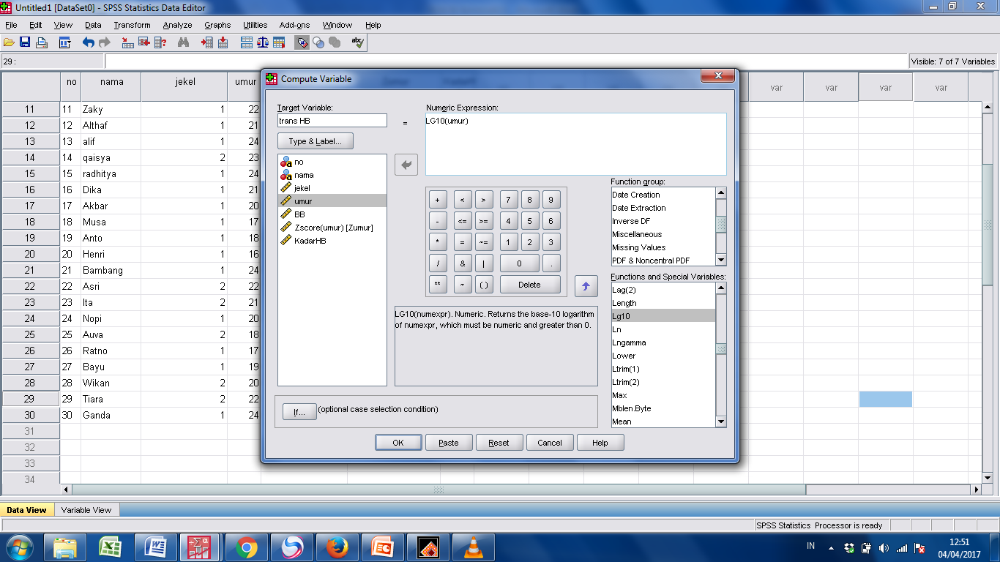 Untitled1 [DataSet0] - SPSS Statistics Data Editor
File Edit View Data Transform Analyze Graphs Utilities Add-ons Window Help
29 :
Visible: 7 of 7 Variables
no nama jekel umur var var var var
11 11 Zaky 1 22
12 12 Althaf 1 21
13 13 alif 1 24
14 14 qaisya 2 23
15 15 radhitya 1 24
16 16 Dika 1 21
17 17 Akbar 1 20
18 18 Musa 1 17
19 19 Anto 1 18
20 20 Henri 1 16
21 21 Bambang 1 24
22 22 Asri 2 22
23 23 Ita 2 21
24 24 Nopi 1 20
25 25 Auva 2 18
26 26 Ratno 1 17
27 27 Bayu 1 19
28 28 Wikan 2 20
29 29 Tiara 2 22
30 30 Ganda 1 24
31
32
33
34
Compute Variable
Target Variable:
trans HB
=
Numeric Expression:
LG10(umur)
Type & Label...
no
nama
jekel
umur
BB
Zscore(umur) [Zumur]
KadarHB
+ < > 7 8 9
- <= >= 4 5 6
* = ~= 1 2 3
/ & | 0 .
** ~ ( ) Delete
Function group:
Date Creation
Date Extraction
Inverse DF
Miscellaneous
Missing Values
PDF & Noncentral PDF
Functions and Special Variables:
Lag(2)
Length
Lg10
Ln
Lngamma
Lower
Ltrim(1)
Ltrim(2)
Max
Mblen.Byte
Mean
LG10(numexpr). Numeric. Returns the base-10 logarithm
of numexpr, which must be numeric and greater than 0.
If... (optional case selection condition)
OK Paste Reset Cancel Help
Data View Variable View
SPSS Statistics Processor is ready
IN
12:51
04/04/2017